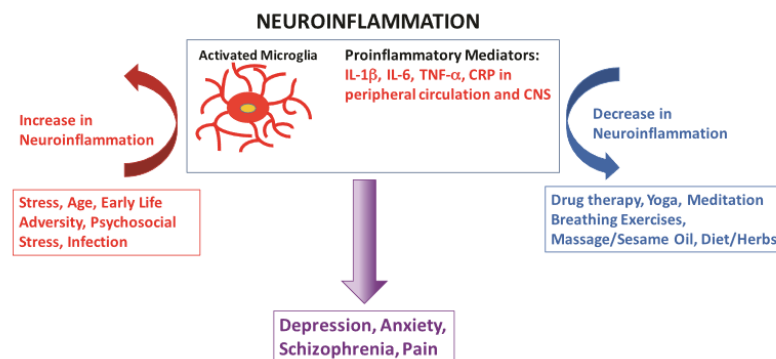 NEUROINFLAMMATION
Activated Microglia
Proinflammatory Mediators:
IL-1β, IL-6, TNF-α, CRP in
peripheral circulation and CNS
Increase in
Neuroinflammation
Decrease in
Neuroinflammation
Stress, Age, Early Life
Adversity, Psychosocial
Stress, Infection
Drug therapy, Yoga, Meditation
Breathing Exercises,
Massage/Sesame Oil, Diet/Herbs
Depression, Anxiety,
Schizophrenia, Pain